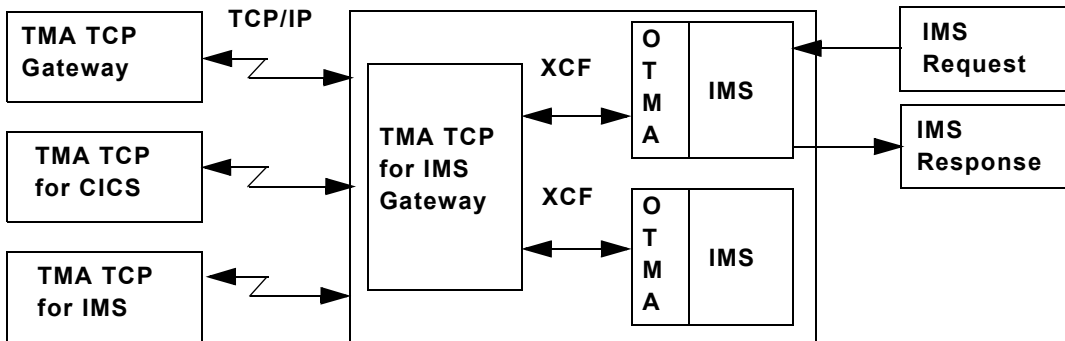 TMA TCP
Gateway
TCP/IP
TMA TCP
for CICS
TMA TCP
for IMS
TMA TCP
for IMS
Gateway
XCF
XCF
O
T
M
A
IMS
O
T
M
A
IMS
IMS
Request
IMS
Response